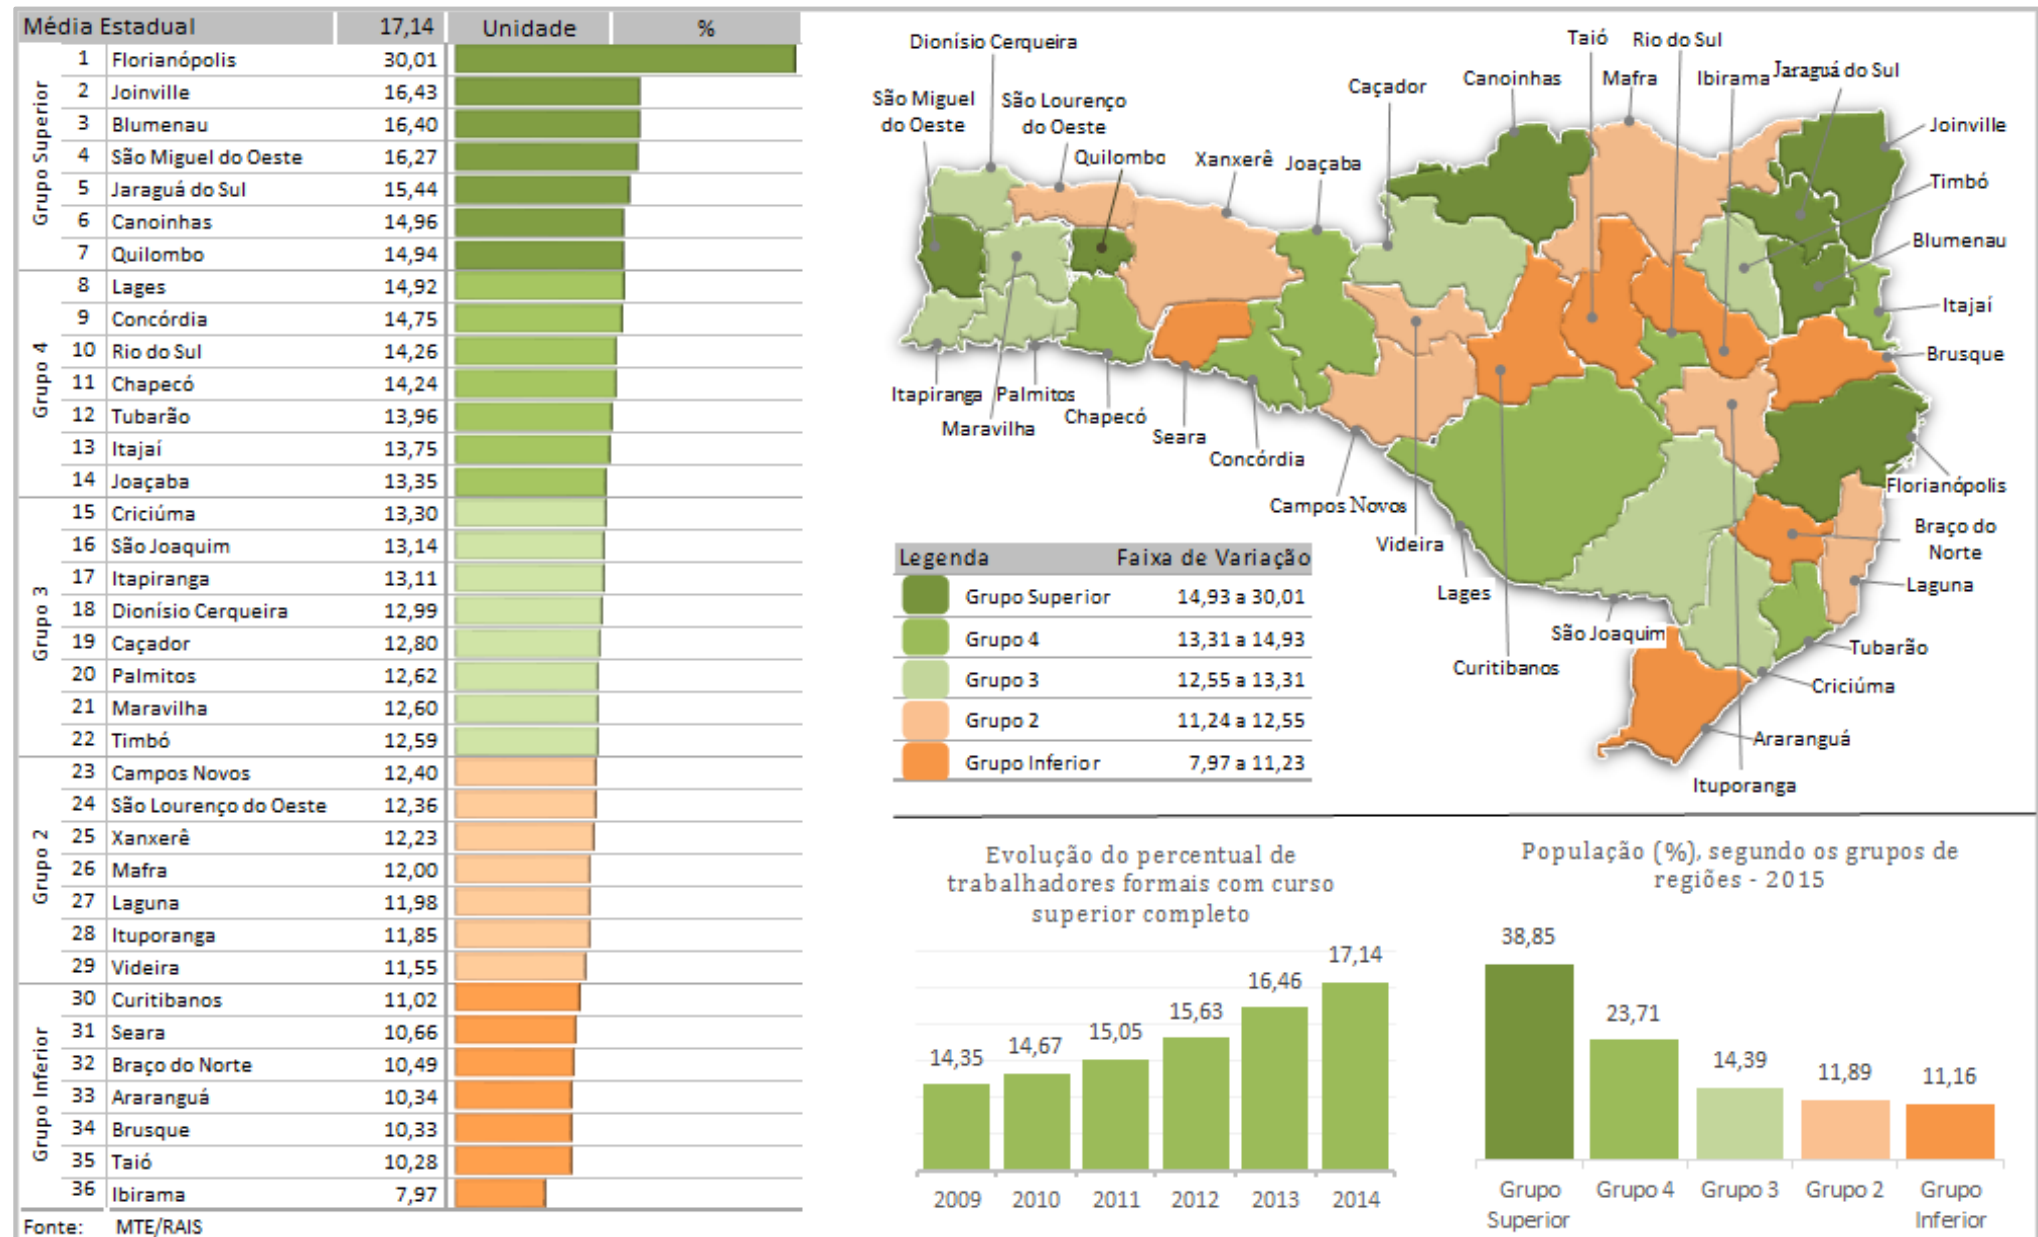 Média Estadual 17,14 Unidade %
Grupo Superior
1 Florianópolis 30,01
2 Joinville 16,43
3 Blumenau 16,40
4 São Miguel do Oeste 16,27
5 Jaraguá do Sul 15,44
6 Canoinhas 14,96
7 Quilombo 14,94
Grupo 4
8 Lages 14,92
9 Concórdia 14,75
10 Rio do Sul 14,26
11 Chapecó 14,24
12 Tubarão 13,96
13 Itajaí 13,75
14 Joaçaba 13,35
Grupo 3
15 Criciúma 13,30
16 São Joaquim 13,14
17 Itapiranga 13,11
18 Dionísio Cerqueira 12,99
19 Caçador 12,80
20 Palmitos 12,62
21 Maravilha 12,60
22 Timbó 12,59
Grupo 2
23 Campos Novos 12,40
24 São Lourenço do Oeste 12,36
25 Xanxerê 12,23
26 Mafra 12,00
27 Laguna 11,98
28 Ituporanga 11,85
29 Videira 11,55
Grupo Inferior
30 Curitibanos 11,02
31 Seara 10,66
32 Braço do Norte 10,49
33 Araranguá 10,34
34 Brusque 10,33
35 Taió 10,28
36 Ibirama 7,97
Fonte: MTE/RAIS
Dionísio Cerqueira
Taió
Rio do Sul
São Miguel
do Oeste
São Lourenço
do Oeste
Quilombo
Xanxerê
Joaçaba
Caçador
Canoinhas
Mafra
Ibirama
Jaraguá do Sul
Joinville
Timbó
Blumenau
Itajaí
Brusque
Itapiranga
Palmitos
Maravilha
Chapecó
Seara
Concórdia
Campos Novos
Videira
Lages
São Joaquim
Curitibanos
Florianópolis
Braço do
Norte
Laguna
Tubarão
Criciúma
Araranguá
Ituporanga
Legenda Faixa de Variação
Grupo Superior 14,93 a 30,01
Grupo 4 13,31 a 14,93
Grupo 3 12,55 a 13,31
Grupo 2 11,24 a 12,55
Grupo Inferior 7,97 a 11,23
Evolução do percentual de
trabalhadores formais com curso
superior completo
14,35 14,67 15,05 15,63 16,46 17,14
2009 2010 2011 2012 2013 2014
População (%), segundo os grupos de
regiões - 2015
38,85 23,71 14,39 11,89 11,16
Grupo Grupo 4 Grupo 3 Grupo 2 Grupo
Superior Inferior